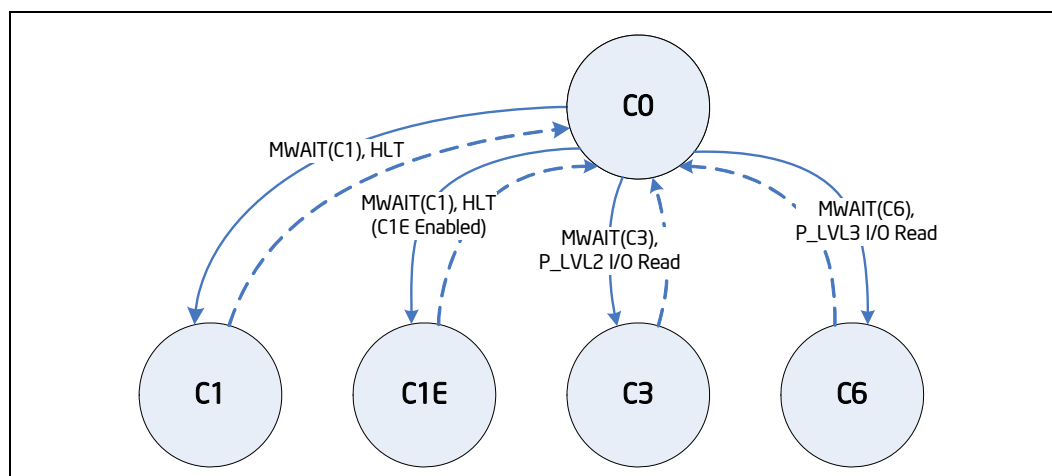 C0
MWAIT(C1), HLT
MWAIT(C1), HLT
(C1E Enabled)
MWAIT(C3),
P_LVL2 I/O Read
MWAIT(C6),
P_LVL3 I/O Read
C1
C1E
C3
C6